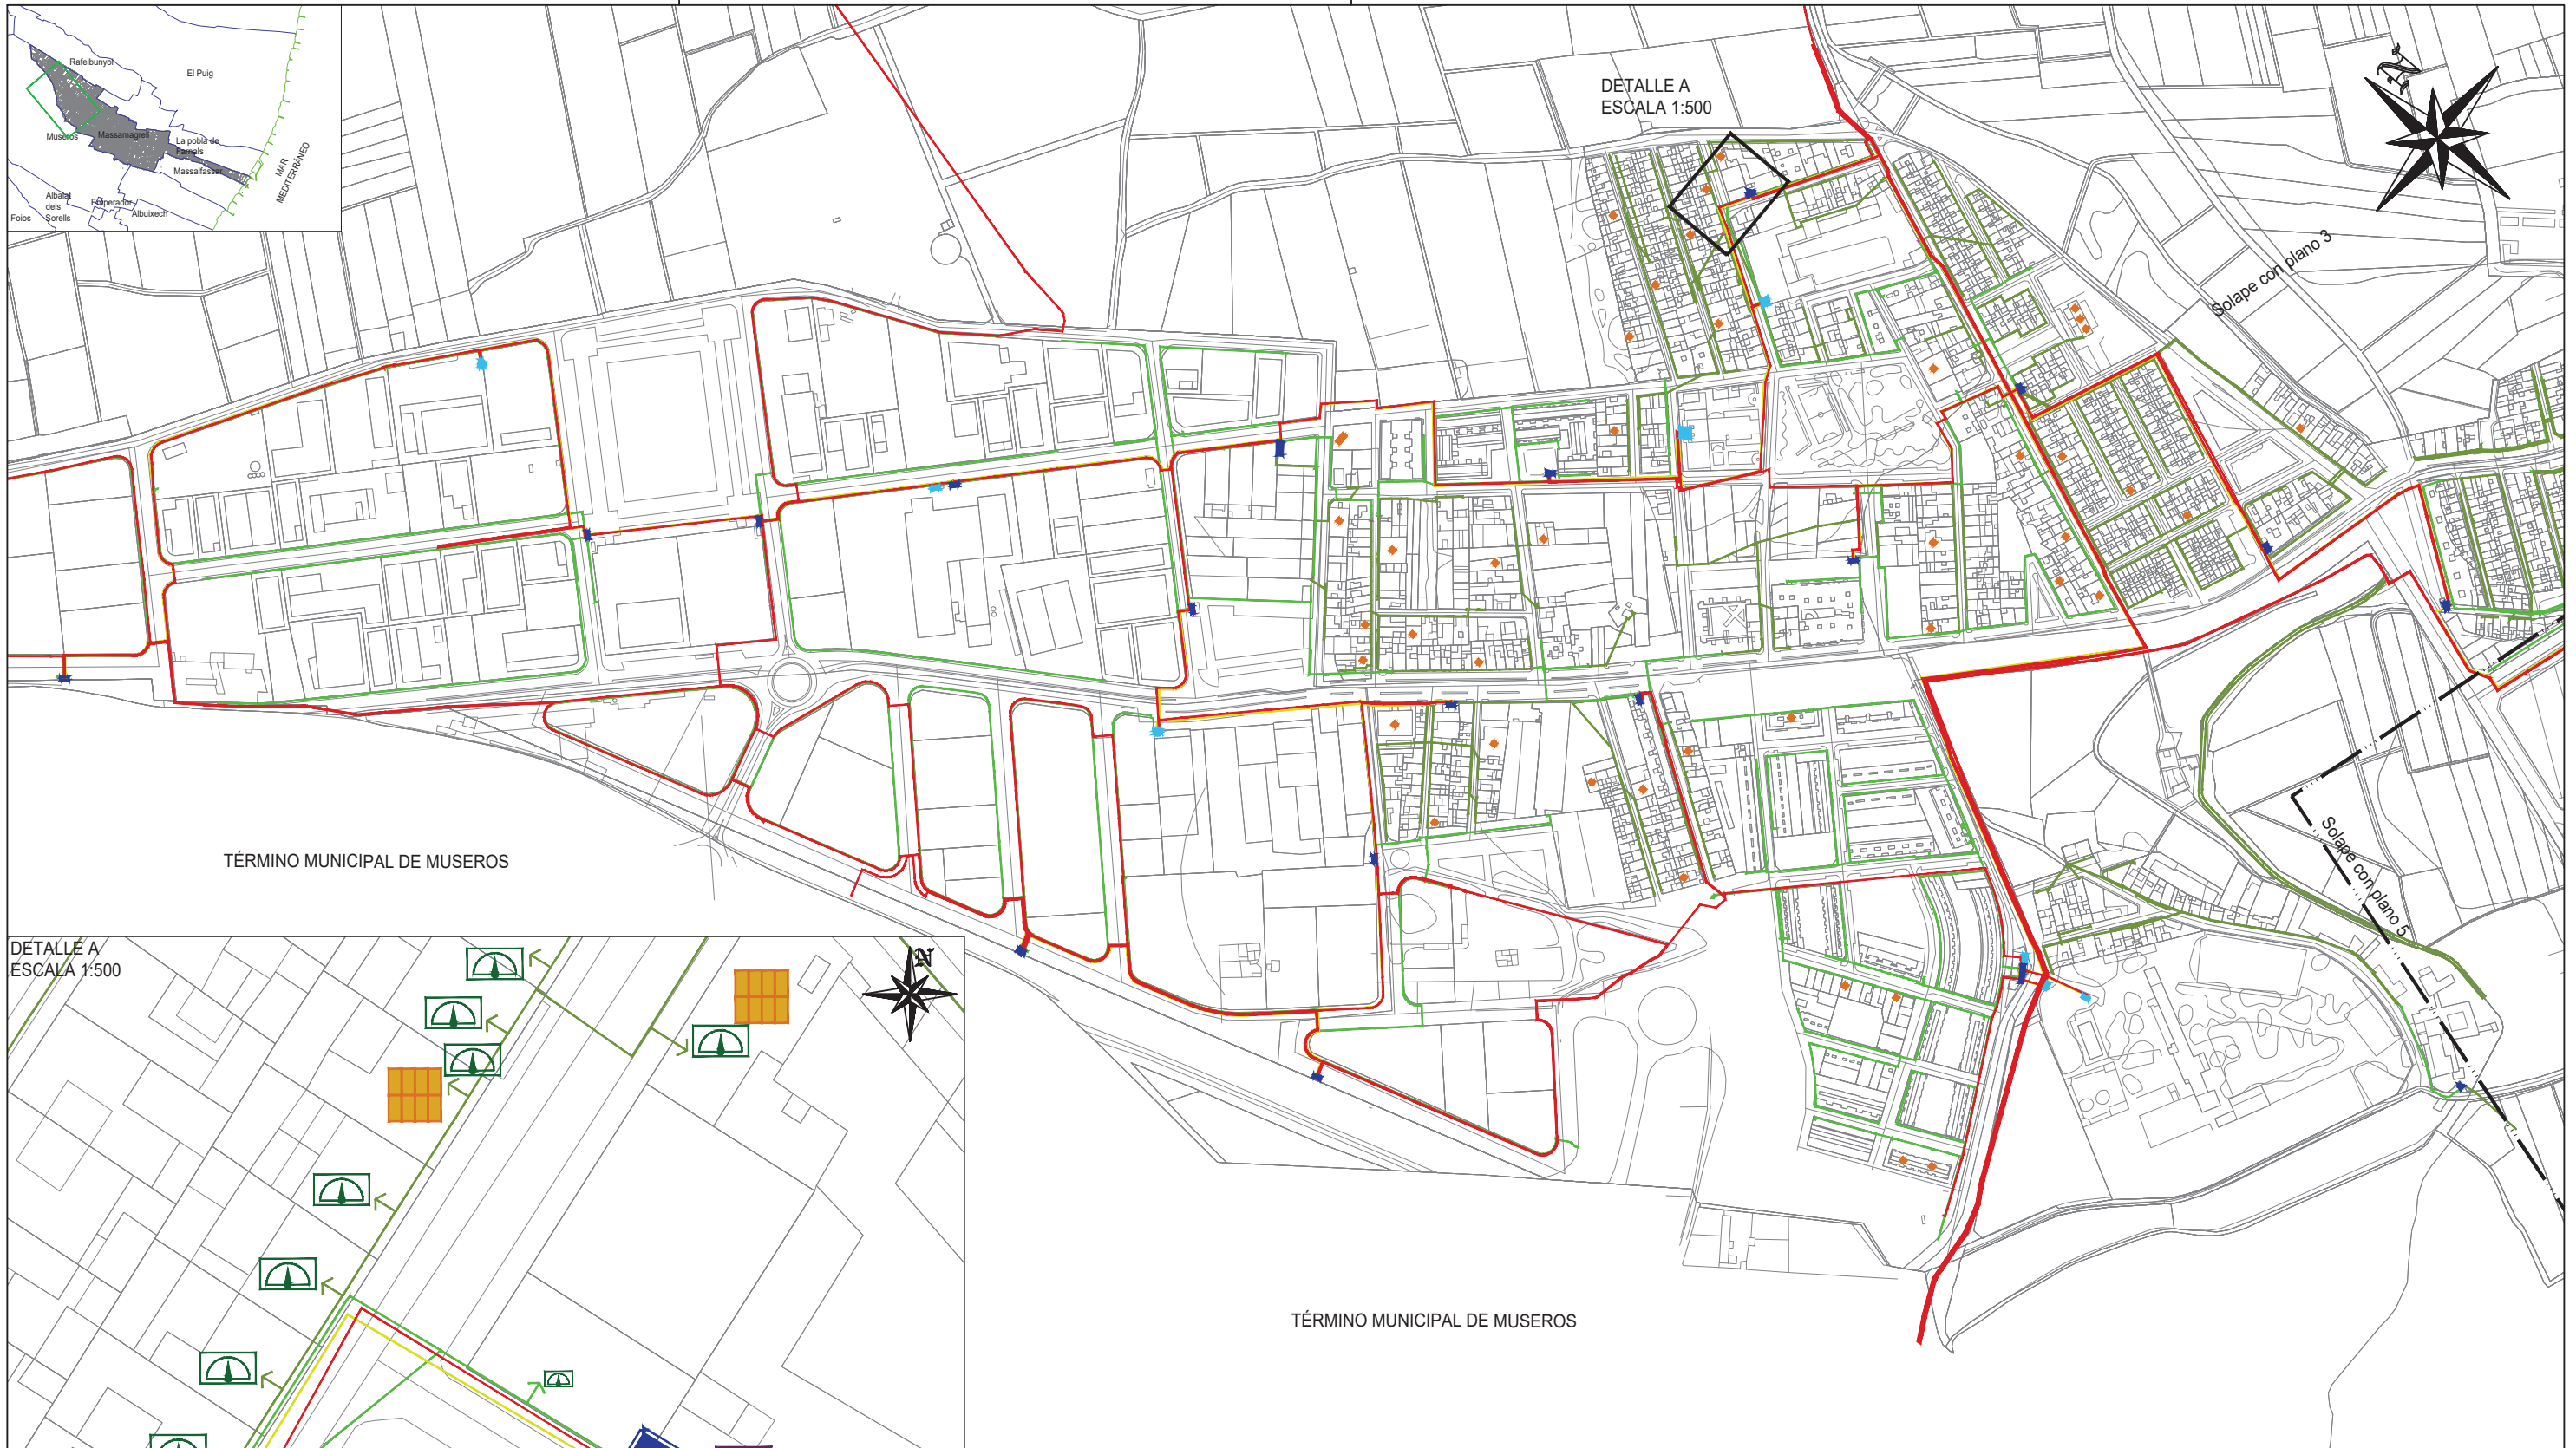 Rafelbunyol
El Puig
Museros
Massamagrell
La pobla de
Farnals
Massalfassar
MAR
MEDITERRÁNEO
Albalat
dels
Sorells
Emperador
Albuixech
Foios
DETALLE A
ESCALA 1:500
N
Solape con plano 3
Solape con plano 5
TÉRMINO MUNICIPAL DE MUSEROS
DETALLE A
ESCALA 1:500
N
TÉRMINO MUNICIPAL DE MUSEROS